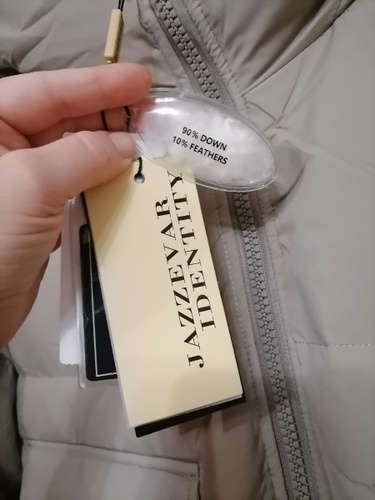 90% DOWN
10% FEATHERS
JAZZEVAR
IDENTITY